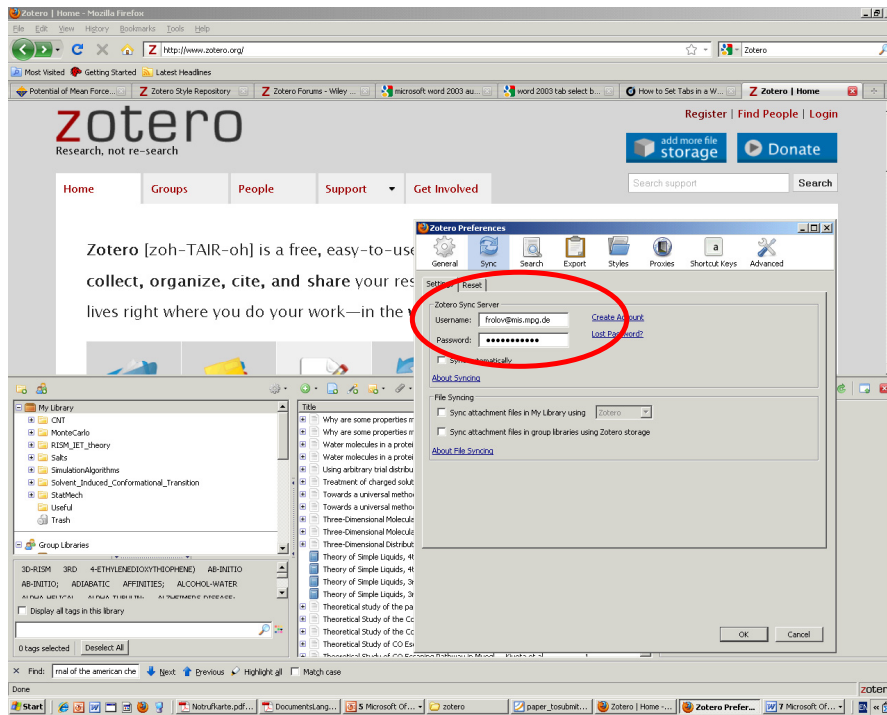 Zotero | Home - Mozilla Firefox
File Edit View History Bookmarks Tools Help
http://www.zotero.org/
Zotero
Most Visited Getting Started Latest Headlines
Potential of Mean Force... Zotero Style Repository Zotero Forums - Wiley ... microsoft word 2003 au... word 2003 tab select b... How to Set Tabs in a W... Zotero | Home
zotero
Research, not re-search
Register | Find People | Login
add more file
storage
Donate
Home Groups People Support Get Involved
Search support Search
Zotero [zoh-TAIR-oh] is a free, easy-to-use
collect, organize, cite, and share your res
lives right where you do your work—in the
Zotero Preferences
General Sync Search Export Styles Proxies Shortcut Keys Advanced
Settings Reset
Zotero Sync Server
Username: frolov@mis.mpg.de Create Account
Password: Lost Password?
Sync automatically
About Syncing
File Syncing
Sync attachment files in My Library using Zotero
Sync attachment files in group libraries using Zotero storage
About File Syncing
OK Cancel
My Library
CNT
MonteCarlo
RISM_IET_theory
Salts
SimulationAlgorithms
Solvent_Induced_Conformational_Transition
StatMech
Useful
Trash
Group Libraries
3D-RISM 3RD 4-ETHYLENEDIOXYTHIOPHENE) AB-INITIO
AB-INITIO; ADIABATIC AFFINITIES; ALCOHOL-WATER
Display all tags in this library
0 tags selected Deselect All
Title
Why are some properties m
Why are some properties m
Water molecules in a protei
Water molecules in a protei
Using arbitrary trial distribu
Treatment of charged solut
Towards a universal metho
Towards a universal metho
Three-Dimensional Molecula
Three-Dimensional Molecula
Three-Dimensional Distribut
Theory of Simple Liquids, 4t
Theory of Simple Liquids, 4t
Theory of Simple Liquids, 3r
Theory of Simple Liquids, 3r
Theoretical study of the pa
Theoretical Study of the Cc
Theoretical Study of the Cc
Theoretical Study of CO Es
Find: rnal of the american che Next Previous Highlight all Match case
Done
zoter
Start Notrufkarte.pdf... DocumentsLang... 5 Microsoft Of... zotero paper_tosubmit... Zotero | Home -... Zotero Prefer... 7 Microsoft Of...